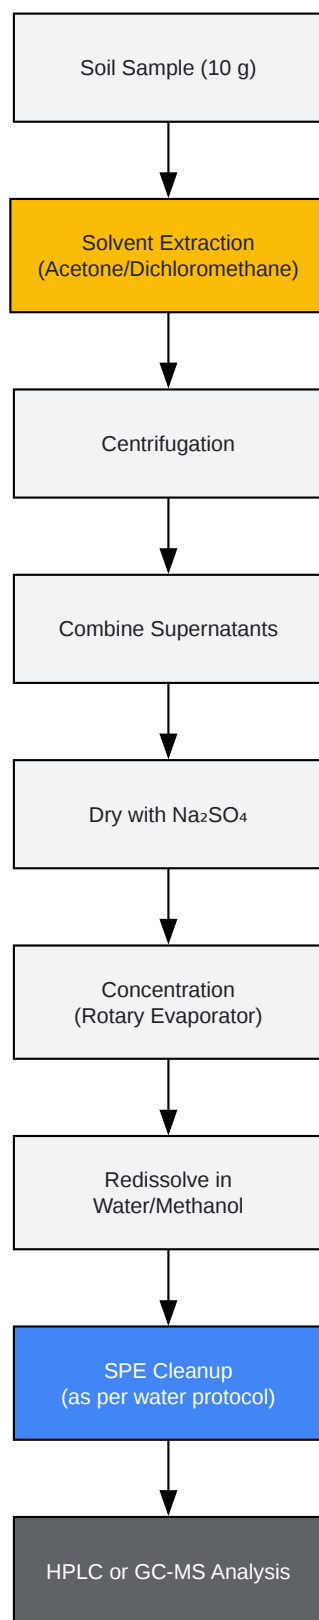 Soil Sample (10 g)
Solvent Extraction
(Acetone/Dichloromethane)
Centrifugation
Combine Supernatants
Dry with Na₂SO₄
Concentration
(Rotary Evaporator)
Redissolve in
Water/Methanol
SPE Cleanup
(as per water protocol)
HPLC or GC-MS Analysis